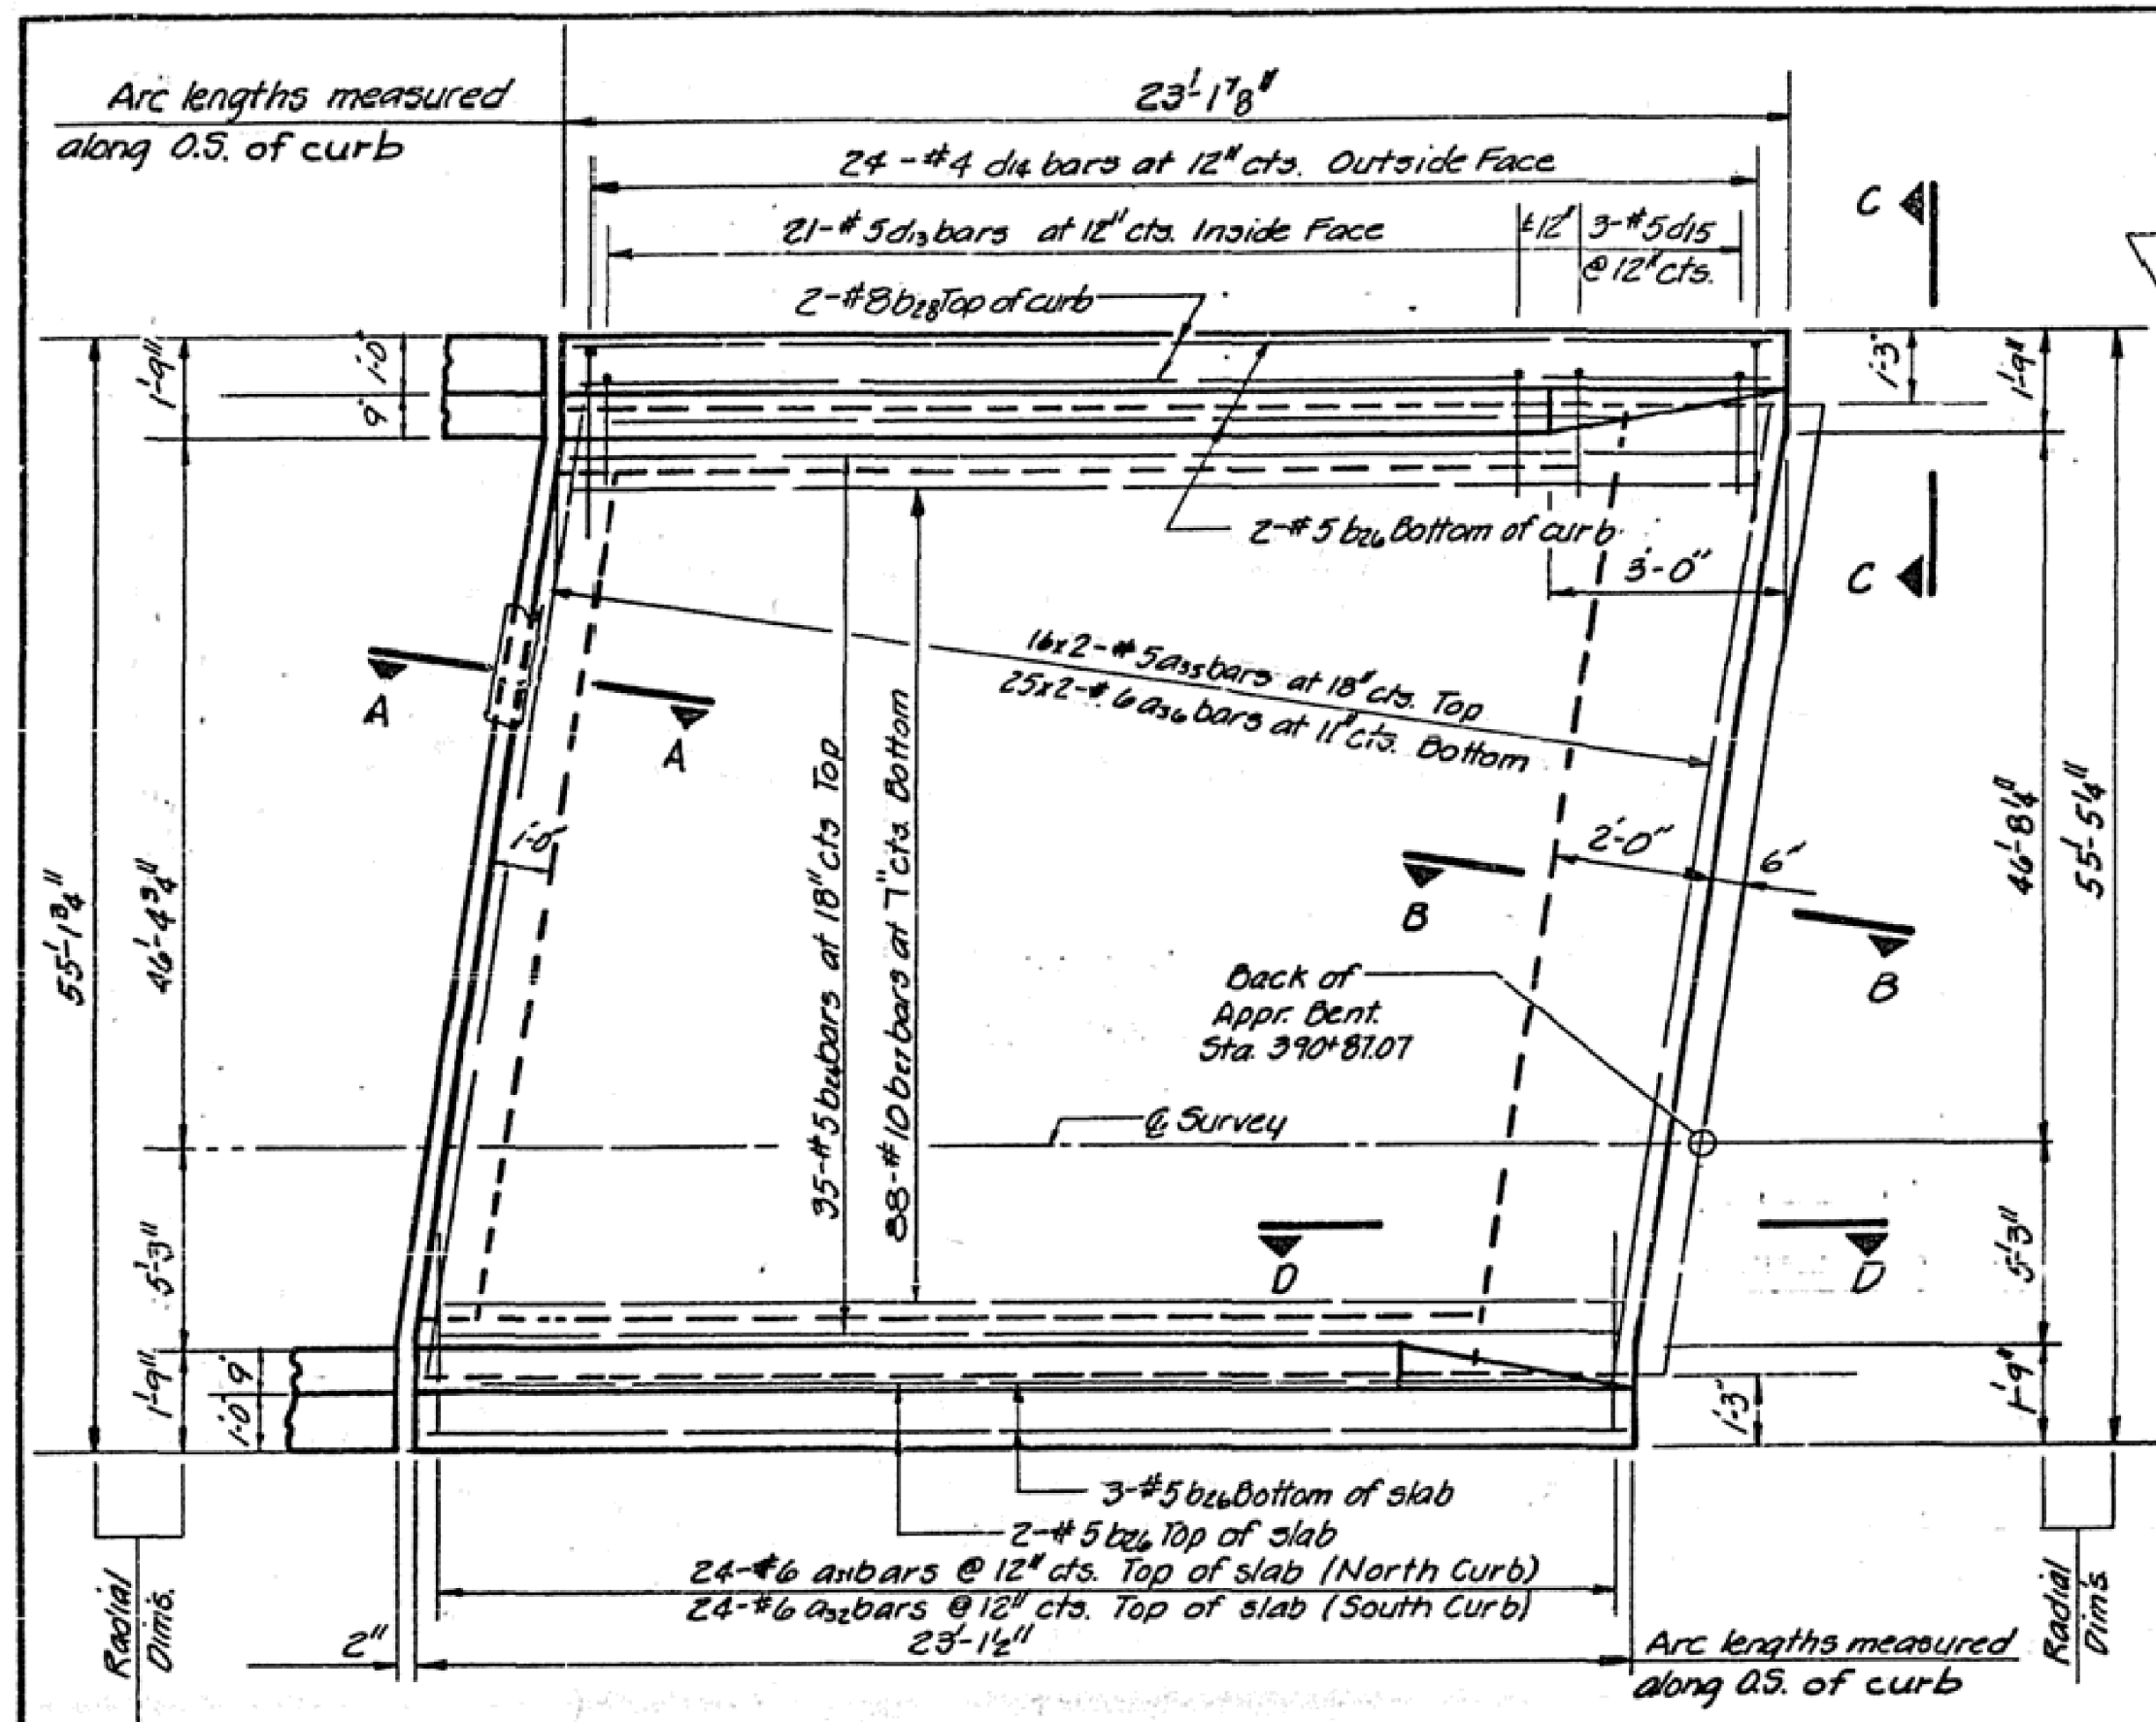 Arc lengths measured
along O.S. of curb
23'-1 7/8"
24-#4 d14 bars at 12" cts. Outside Face
21-#5 d13 bars at 12" cts. Inside Face
±12"
3-#5 d15
@ 12" cts.
2-#8 b28 Top of curb
C
C
1'-9"
1'-0"
9"
1'-3"
1'-9"
2-#5 b26 Bottom of curb
3'-0"
16x2-#5 a35 bars at 18" cts. Top
25x2-#6 a36 bars at 11" cts. Bottom
A
A
1'-0"
35-#5 b26 bars at 18" cts Top
88-#10 b27 bars at 7" cts. Bottom
2'-0"
6"
B
B
55'-1 3/4"
46'-4 3/4"
46'-8 1/4"
55'-5 1/4"
Back of
Appr. Bent.
Sta. 390+87.07
℄ Survey
D
D
5'-3"
5'-3"
1'-9"
9"
1'-0"
1'-3"
1'-9"
3-#5 b26 Bottom of slab
2-#5 b26 Top of slab
24-#6 bars @ 12" cts. Top of slab (North Curb)
24-#6 a32 bars @ 12" cts. Top of slab (South Curb)
2"
23'-1 1/2"
Radial
Dim's.
Arc lengths measured
along O.S. of curb
Radial
Dim's